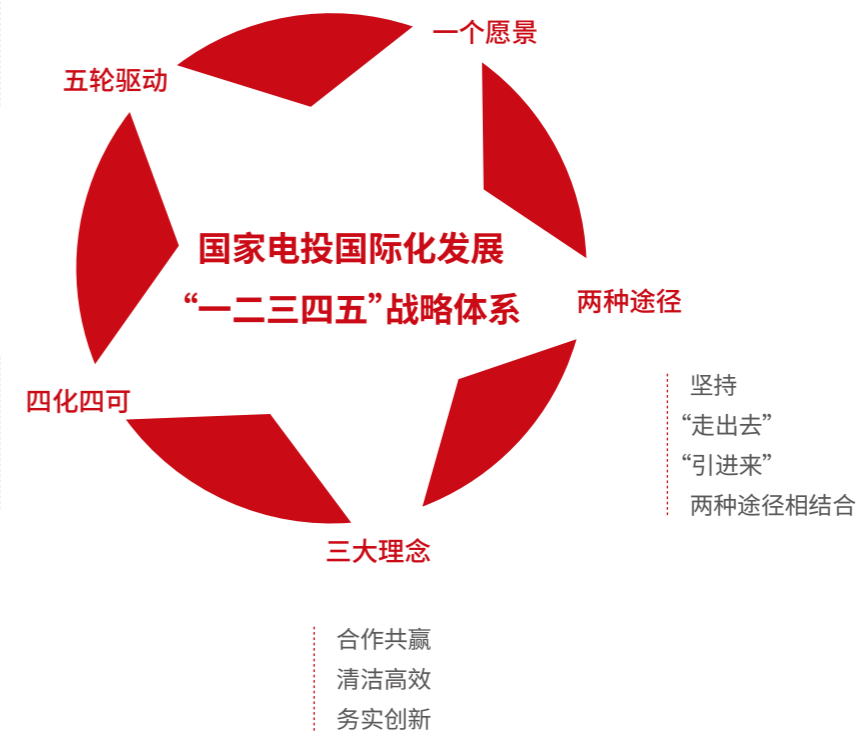 一个愿景
五轮驱动
国家电投国际化发展
“一二三四五”战略体系
两种途径
坚持
“走出去”
“引进来”
两种途径相结合
四化四可
三大理念
合作共赢
清洁高效
务实创新